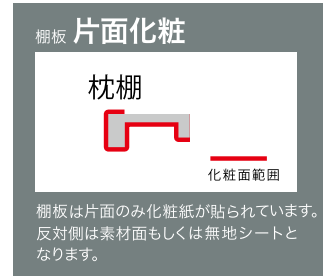 棚板 片面化粧
枕棚
化粧面範囲
棚板は片面のみ化粧紙が貼られています。
反対側は素材面もしくは無地シートと
なります。